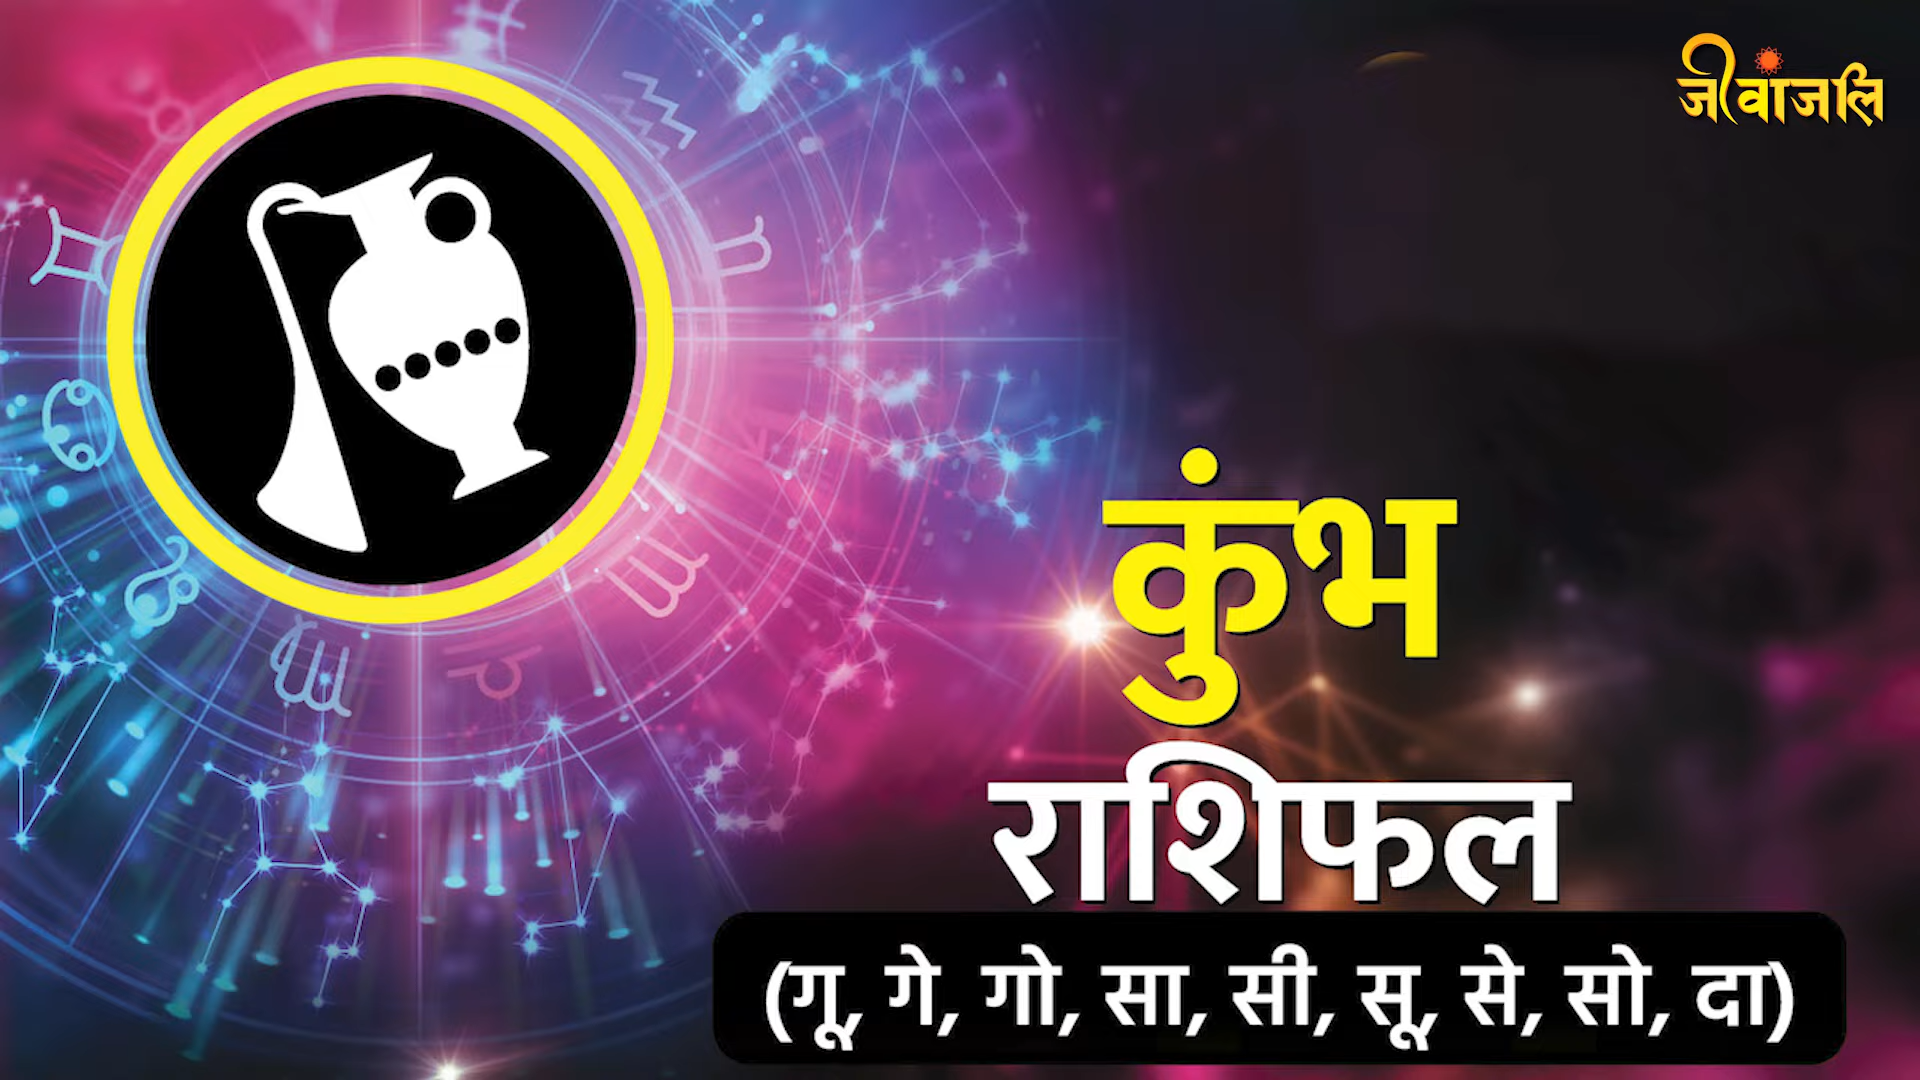 जीवांजलि
कुंभ
राशिफल
(गू, गे, गो, सा, सी, सू, से, सो, दा)